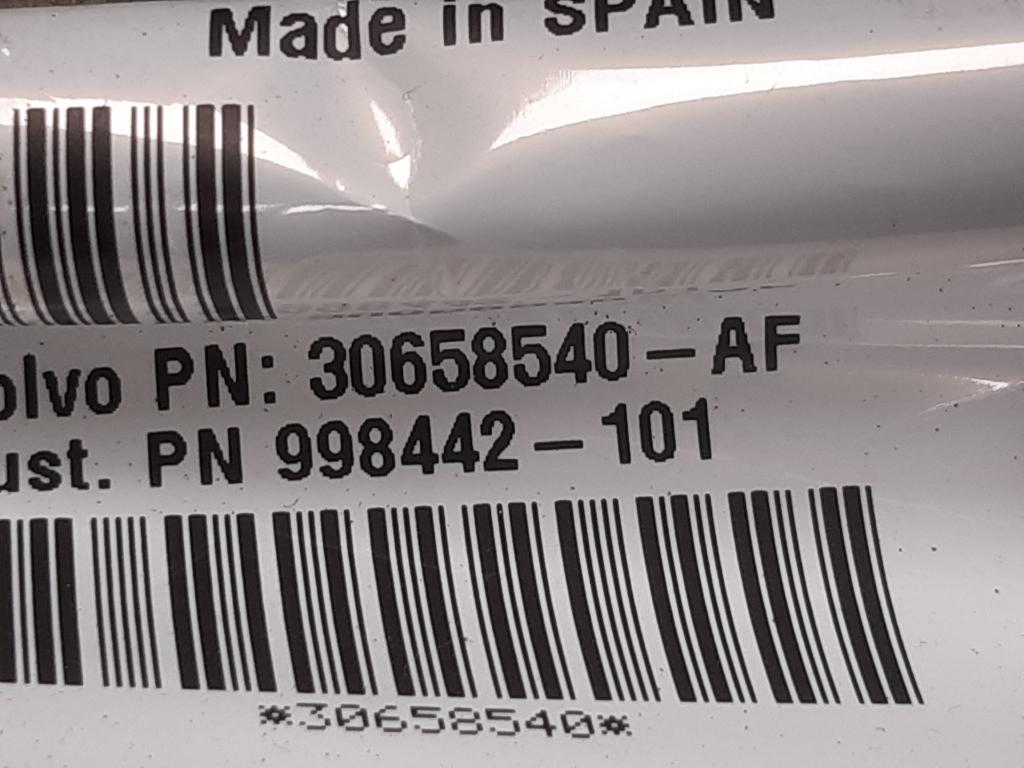 Made in SPAIN
olvo PN: 30658540-AF
ust. PN 998442-101
*30658540*